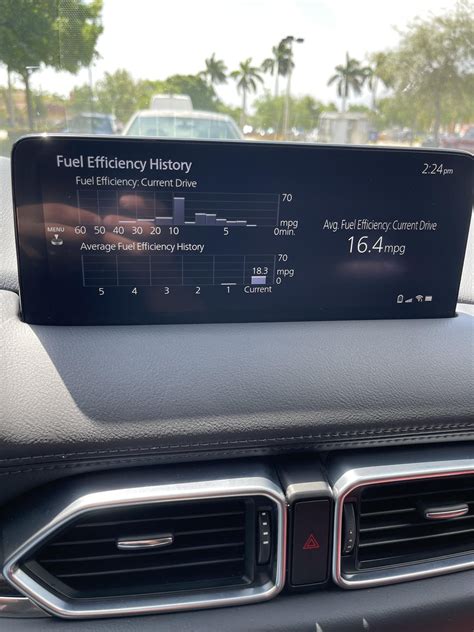 Fuel Efficiency History
2:24pm
Fuel Efficiency: Current Drive
70
mpg
0
MENU
60 50 40 30 20 10 5 0min.
Avg. Fuel Efficiency: Current Drive
16.4mpg
Average Fuel Efficiency History
70
18.3
mpg
0
5 4 3 2 1 Current